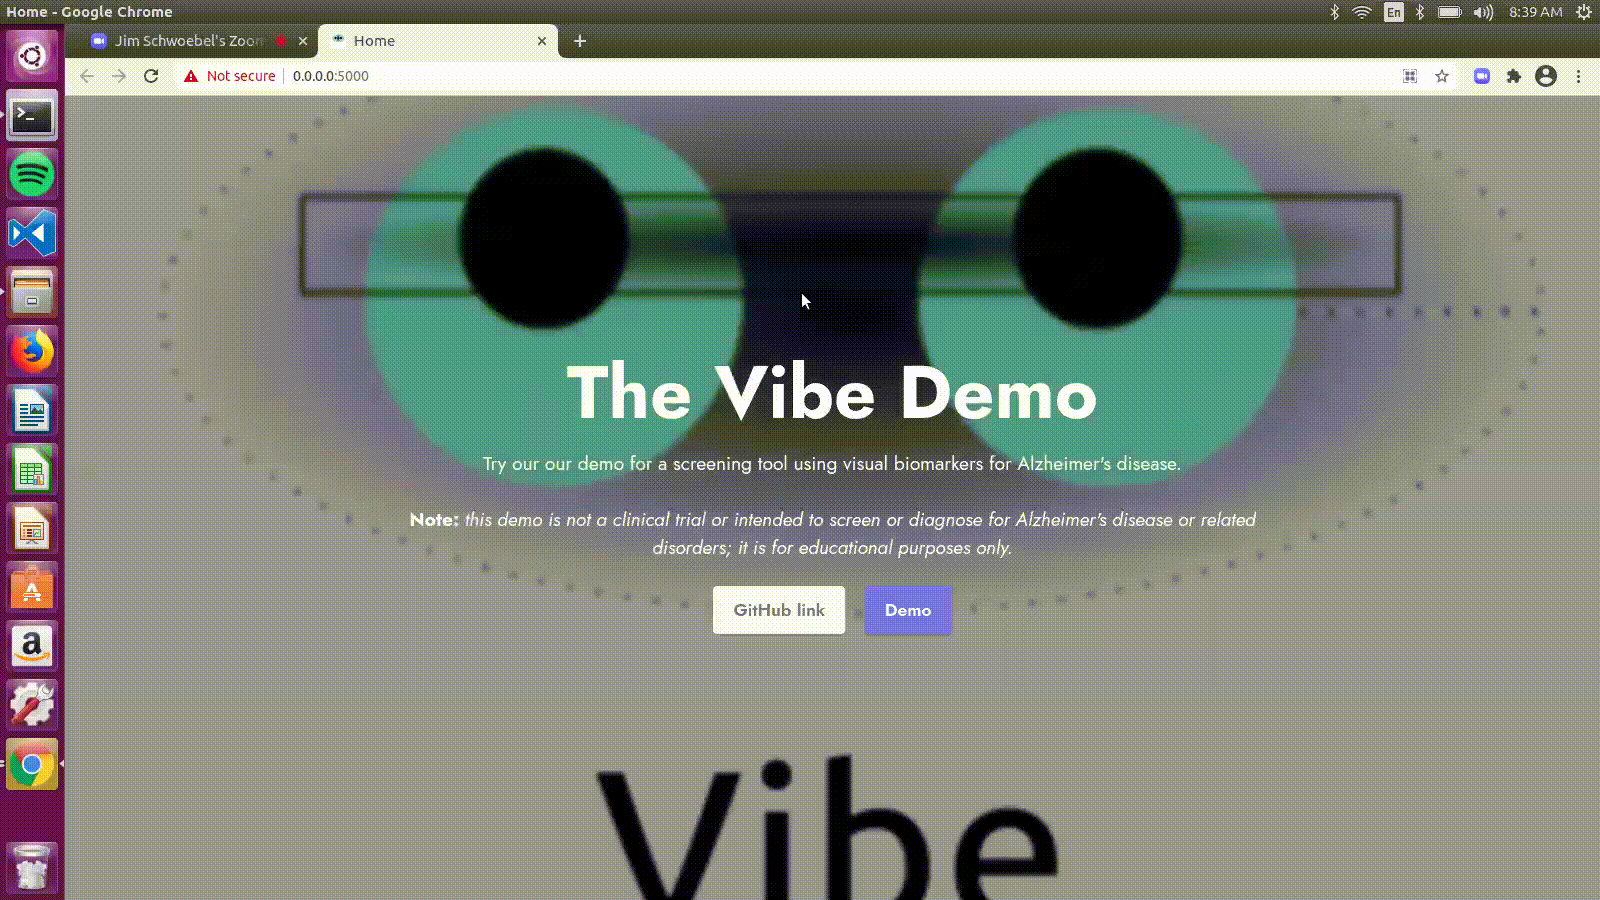 Home - Google Chrome
En
8:39 AM
Jim Schwoebel's Zoom
Home
Not secure
0.0.0.0:5000
The Vibe Demo
Try our our demo for a screening tool using visual biomarkers for Alzheimer's disease.
Note: this demo is not a clinical trial or intended to screen or diagnose for Alzheimer's disease or related
disorders; it is for educational purposes only.
GitHub link
Demo
Vibe